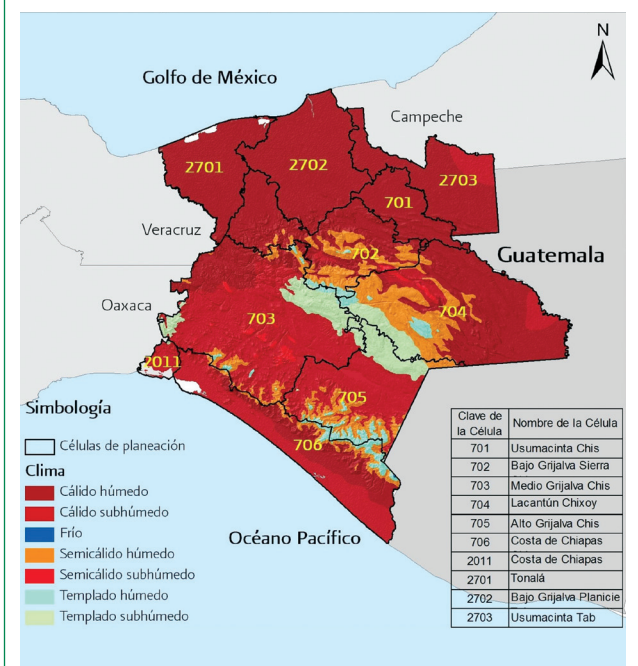 N
Golfo de México
Campeche
2701
2702
2703
701
Veracruz
702
Guatemala
Oaxaca
703
704
2011
705
706
Océano Pacífico
Simbología
Células de planeación
Clima
Cálido húmedo
Cálido subhúmedo
Frío
Semicálido húmedo
Semicálido subhúmedo
Templado húmedo
Templado subhúmedo
Clave de la Célula Nombre de la Célula
701 Usumacinta Chis
702 Bajo Grijalva Sierra
703 Medio Grijalva Chis
704 Lacantún Chixoy
705 Alto Grijalva Chis
706 Costa de Chiapas
2011 Costa de Chiapas
2701 Tonalá
2702 Bajo Grijalva Planicie
2703 Usumacinta Tab